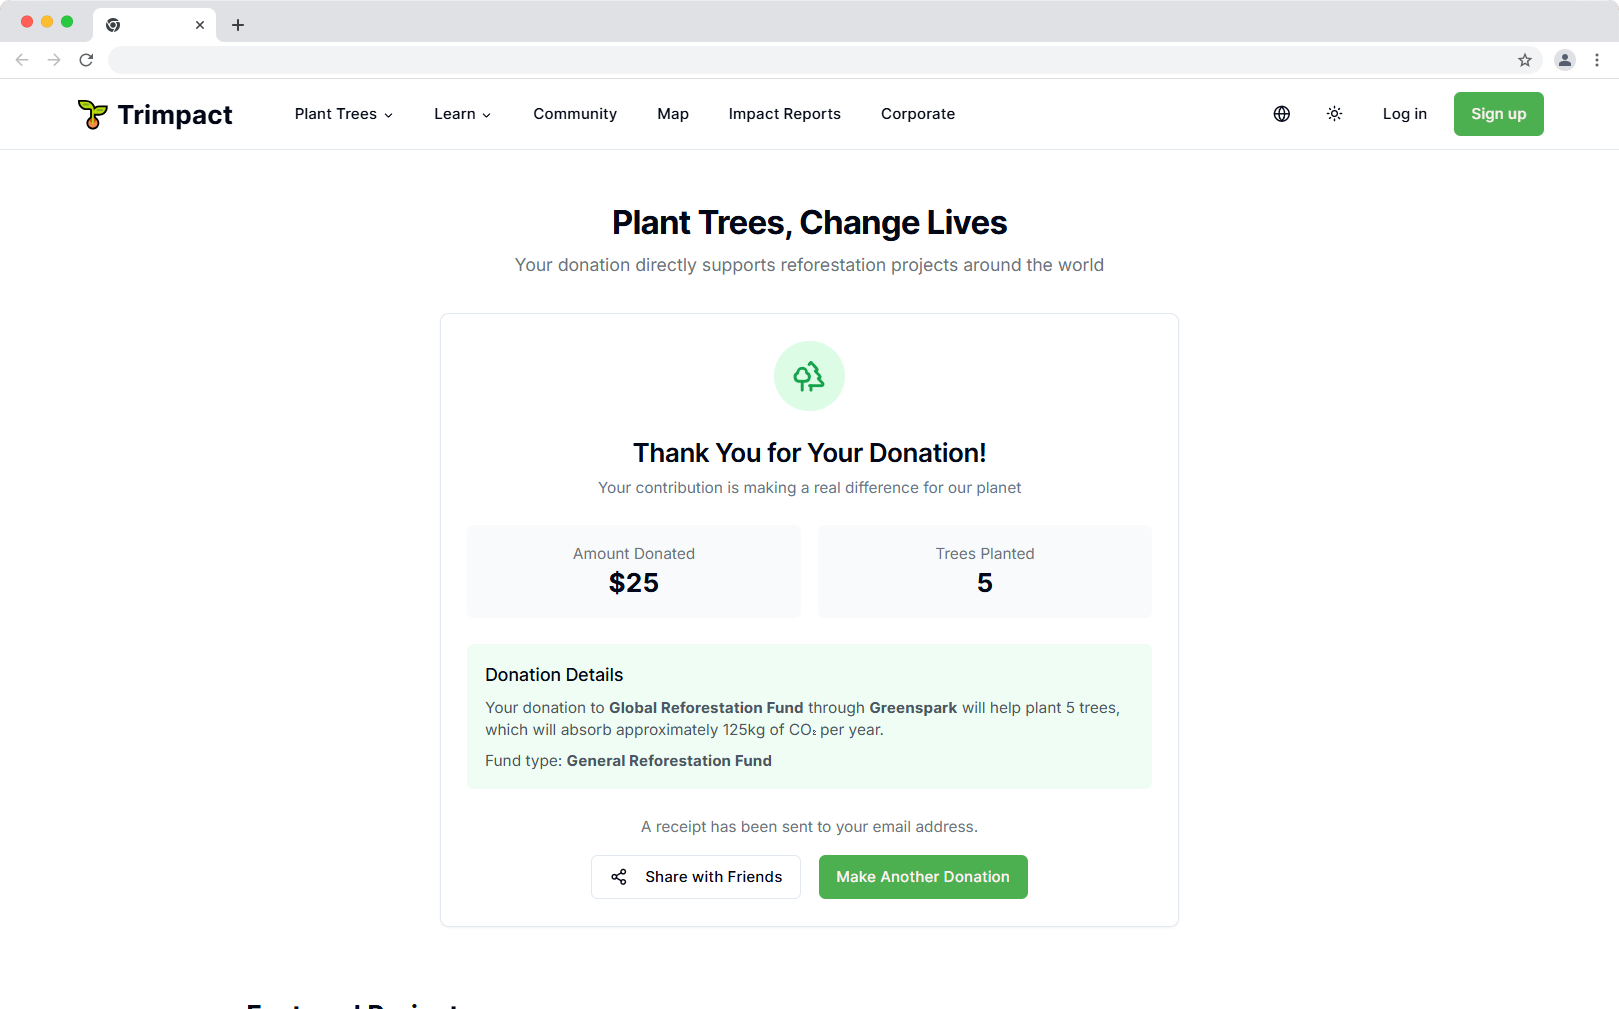 Trimpact
Plant Trees
Learn
Community
Map
Impact Reports
Corporate
Log in
Sign up
Plant Trees, Change Lives
Your donation directly supports reforestation projects around the world
Thank You for Your Donation!
Your contribution is making a real difference for our planet
Amount Donated
$25
Trees Planted
5
Donation Details
Your donation to Global Reforestation Fund through Greenspark will help plant 5 trees,
which will absorb approximately 125kg of CO₂ per year.
Fund type: General Reforestation Fund
A receipt has been sent to your email address.
Share with Friends
Make Another Donation